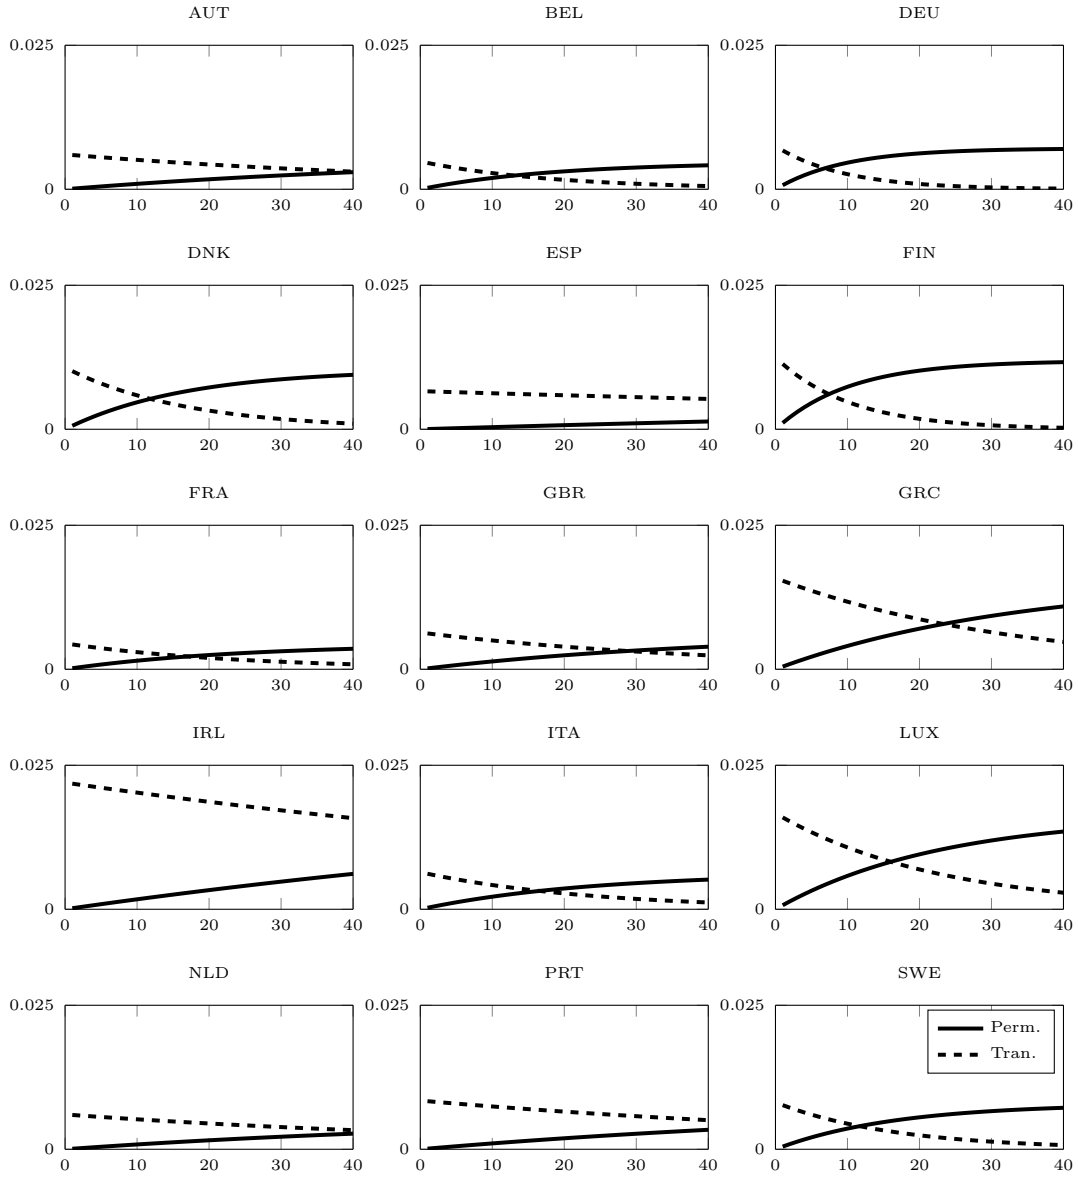 AUT BEL DEU
0.025 0.025 0.025
0 0 0
0 10 20 30 40 0 10 20 30 40 0 10 20 30 40
DNK ESP FIN
0.025 0.025 0.025
0 0 0
0 10 20 30 40 0 10 20 30 40 0 10 20 30 40
FRA GBR GRC
0.025 0.025 0.025
0 0 0
0 10 20 30 40 0 10 20 30 40 0 10 20 30 40
IRL ITA LUX
0.025 0.025 0.025
0 0 0
0 10 20 30 40 0 10 20 30 40 0 10 20 30 40
NLD PRT SWE
0.025 0.025 0.025
Perm.
Tran.
0 0 0
0 10 20 30 40 0 10 20 30 40 0 10 20 30 40